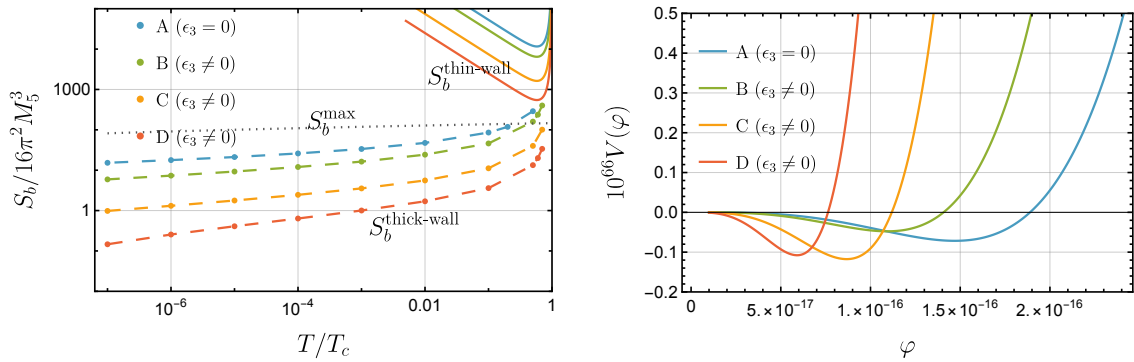 A (ϵ₃ = 0)
B (ϵ₃ ≠ 0)
C (ϵ₃ ≠ 0)
D (ϵ₃ ≠ 0)
S_b^thin-wall
S_b^max
S_b^thick-wall
1000
1
10⁻⁶
10⁻⁴
0.01
1
S_b/16π²M₅³
T/T_c
A (ϵ₃ = 0)
B (ϵ₃ ≠ 0)
C (ϵ₃ ≠ 0)
D (ϵ₃ ≠ 0)
0.5
0.4
0.3
0.2
0.1
0.0
-0.1
-0.2
0
5.×10⁻¹⁷
1.×10⁻¹⁶
1.5×10⁻¹⁶
2.×10⁻¹⁶
10⁶⁶V(φ)
φ